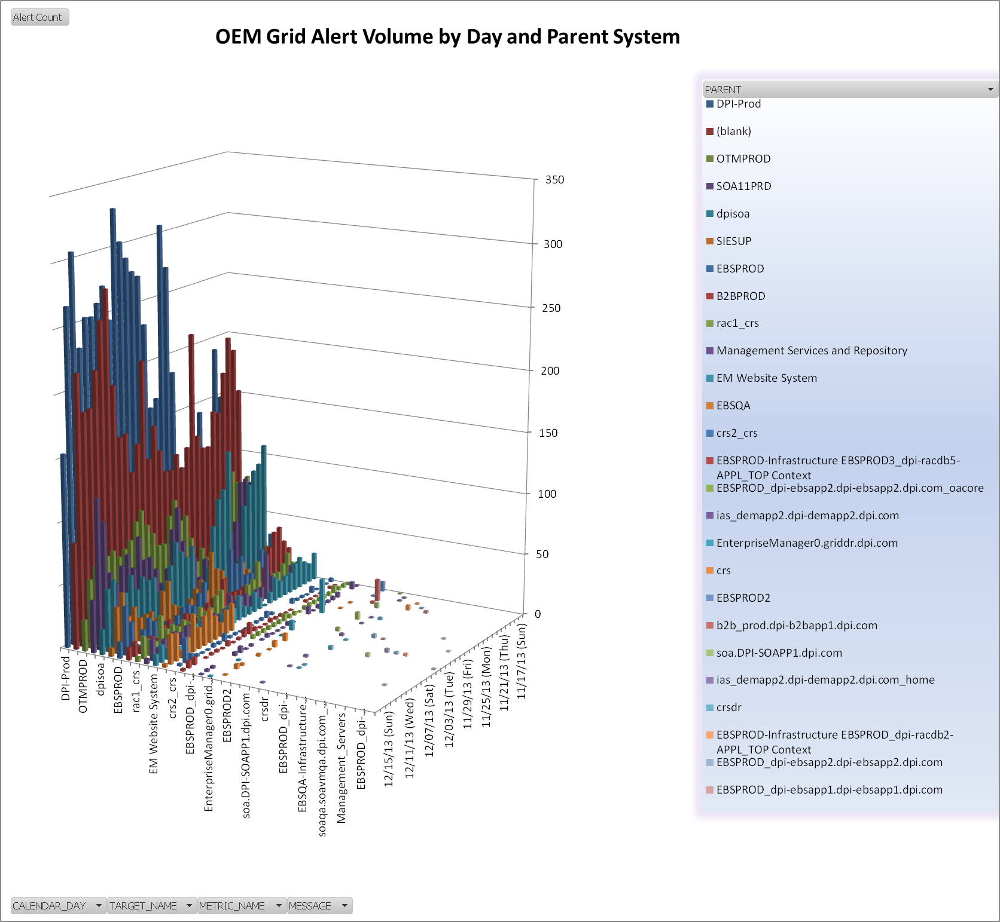 Alert Count
OEM Grid Alert Volume by Day and Parent System
PARENT
DPI-Prod
(blank)
OTMPROD
SOA11PRD
dpisoa
SIESUP
EBSPROD
B2BPROD
rac1_crs
Management Services and Repository
EM Website System
EBSQA
crs2_crs
EBSPROD-Infrastructure EBSPROD3_dpi-racdb5-
APPL_TOP Context
EBSPROD_dpi-ebsapp2.dpi-ebsapp2.dpi.com_oacore
ias_demapp2.dpi-demapp2.dpi.com
EnterpriseManager0.griddr.dpi.com
crs
EBSPROD2
b2b_prod.dpi-b2bapp1.dpi.com
soa.DPI-SOAPP1.dpi.com
ias_demapp2.dpi-demapp2.dpi.com_home
crsdr
EBSPROD-Infrastructure EBSPROD_dpi-racdb2-
APPL_TOP Context
EBSPROD_dpi-ebsapp2.dpi-ebsapp2.dpi.com
EBSPROD_dpi-ebsapp1.dpi-ebsapp1.dpi.com
350
300
250
200
150
100
50
0
DPI-Prod
OTMPROD
dpisoa
EBSPROD
rac1_crs
EM Website System
crs2_crs
EBSPROD_dpi-...
EnterpriseManager0.grid...
EBSPROD2
soa.DPI-SOAPP1.dpi.com
crsdr
EBSPROD_dpi-...
EBSQA-Infrastructure...
soaqa.soavmqa.dpi.com_...
Management_Servers
EBSPROD_dpi-...
12/15/13 (Sun)
12/11/13 (Wed)
12/07/13 (Sat)
12/03/13 (Tue)
11/29/13 (Fri)
11/25/13 (Mon)
11/21/13 (Thu)
11/17/13 (Sun)
CALENDAR_DAY
TARGET_NAME
METRIC_NAME
MESSAGE